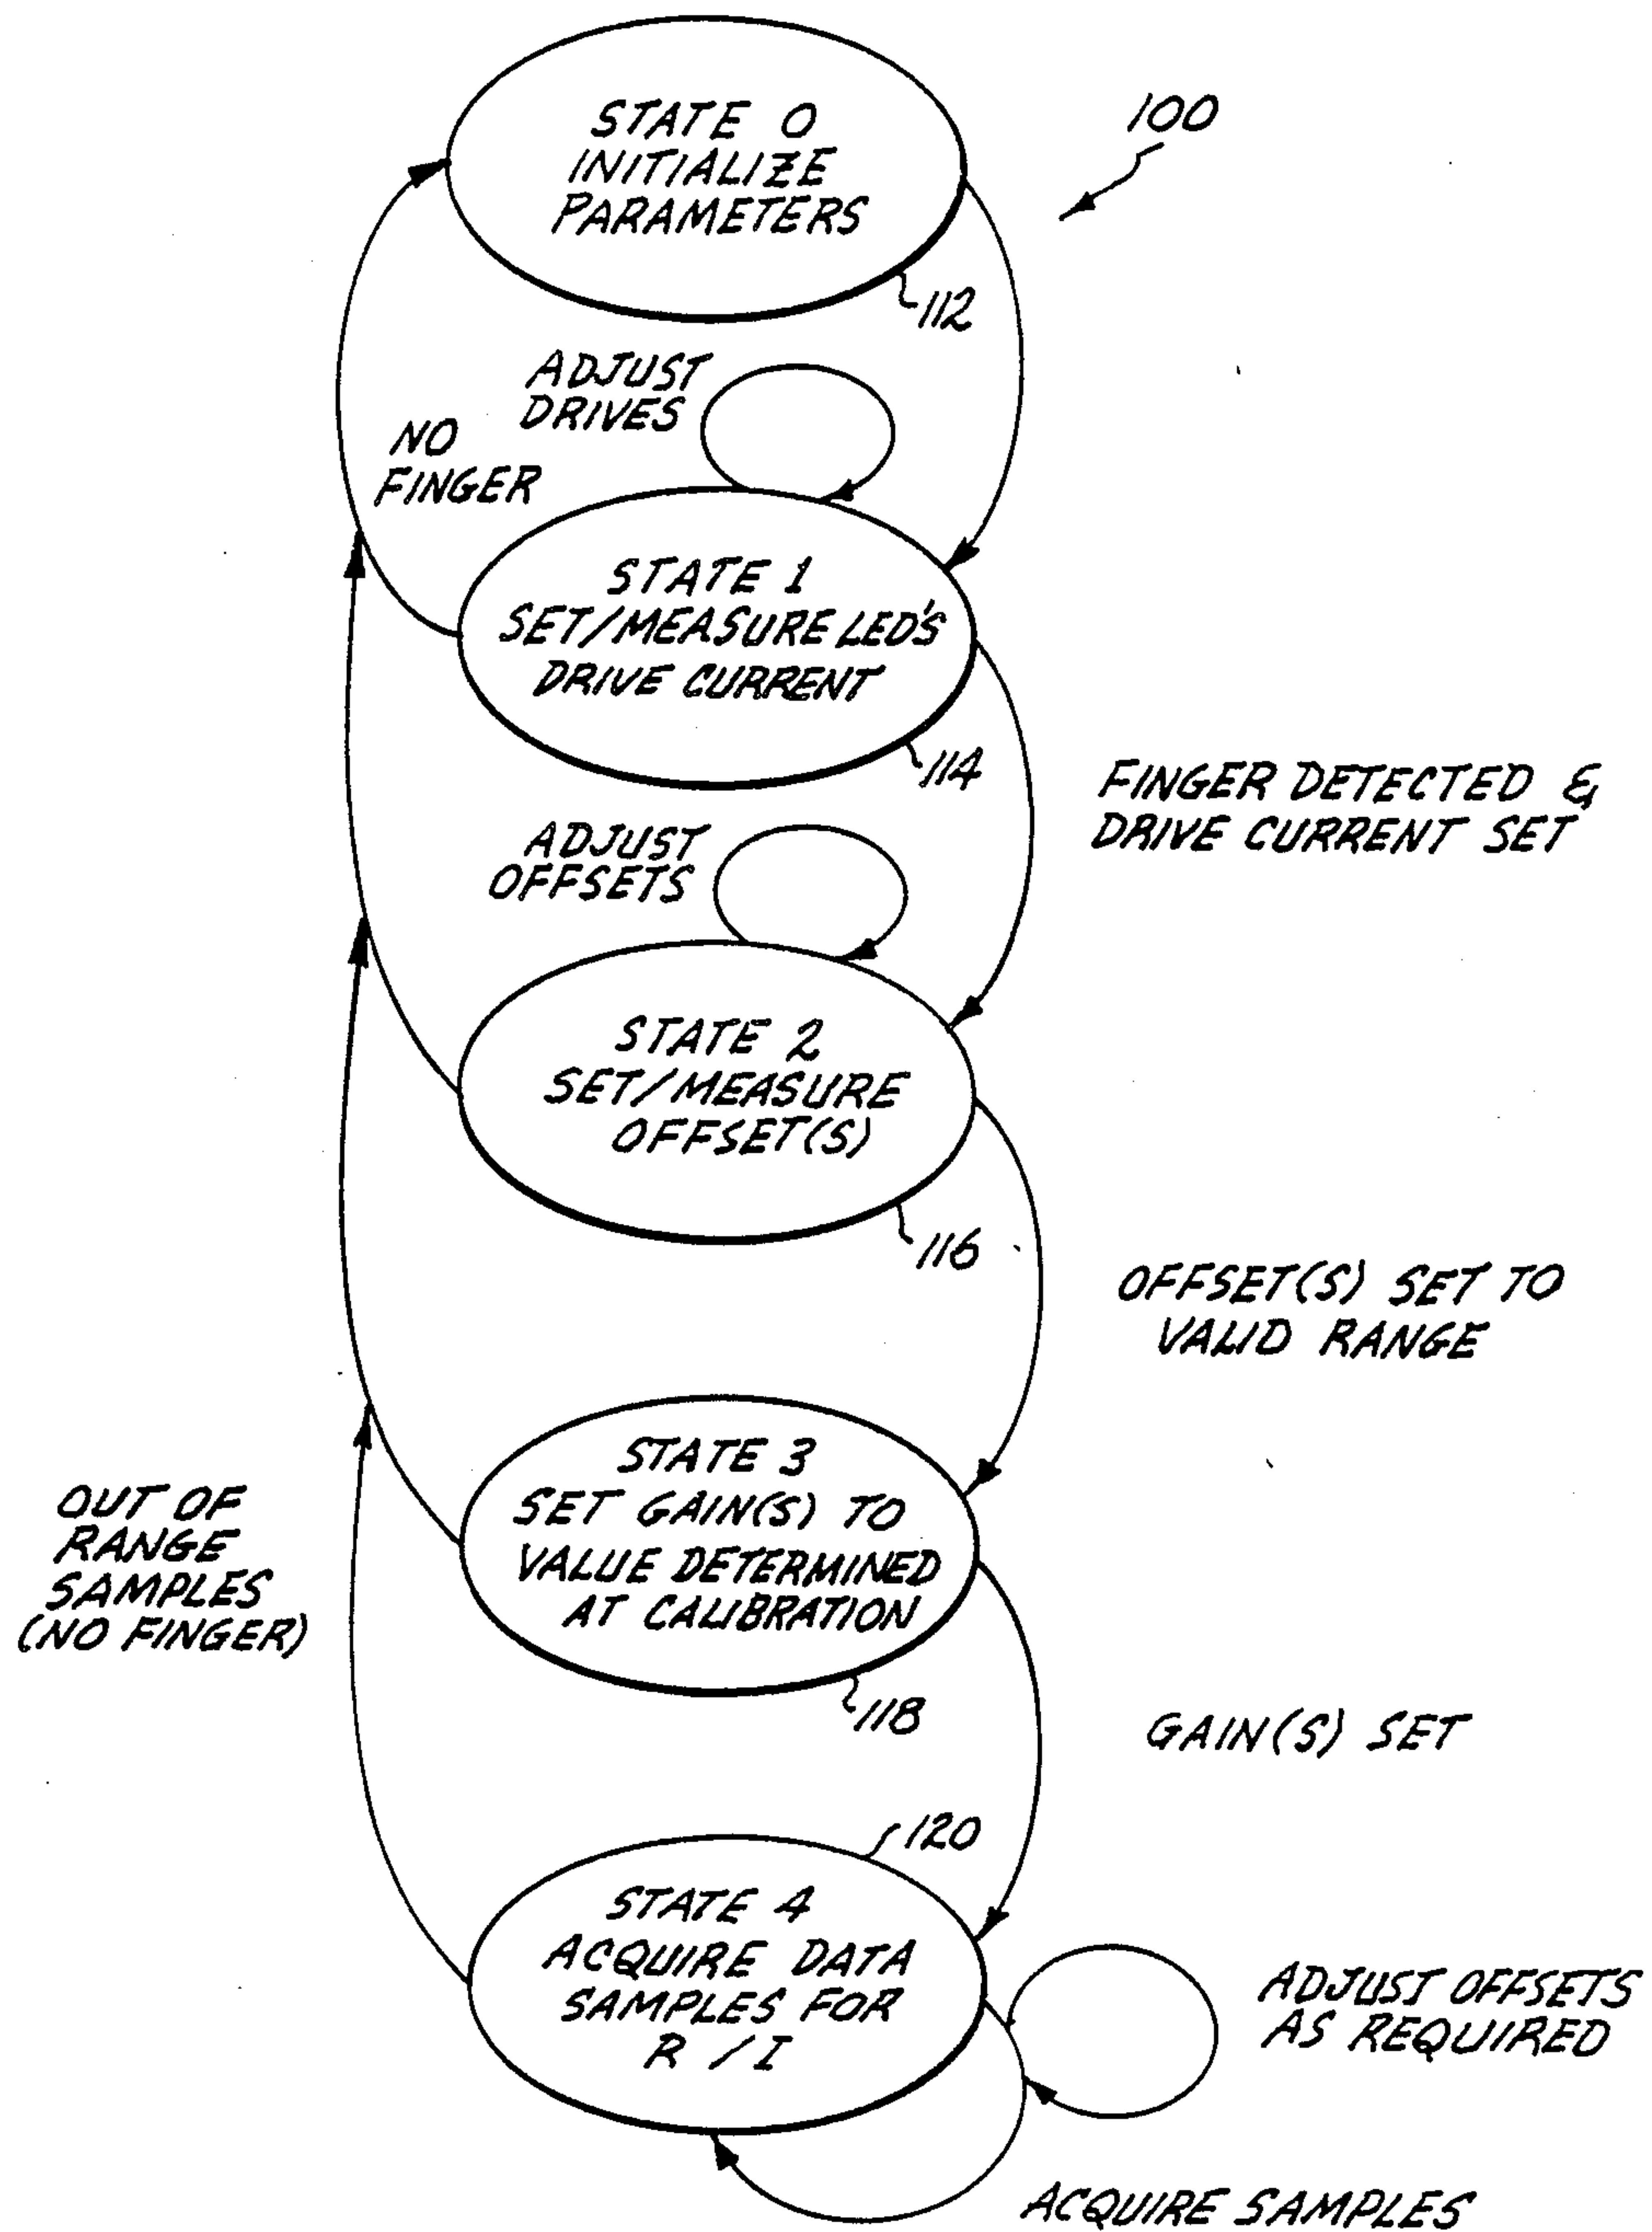 100
STATE 0
INITIALIZE
PARAMETERS
112
ADJUST
DRIVES
NO
FINGER
STATE 1
SET/MEASURE LED'S
DRIVE CURRENT
114
FINGER DETECTED &
DRIVE CURRENT SET
ADJUST
OFFSETS
STATE 2
SET/MEASURE
OFFSET(S)
116
OFFSET(S) SET TO
VALID RANGE
STATE 3
SET GAIN(S) TO
VALUE DETERMINED
AT CALIBRATION
118
OUT OF
RANGE
SAMPLES
(NO FINGER)
GAIN(S) SET
120
STATE 4
ACQUIRE DATA
SAMPLES FOR
R / I
ADJUST OFFSETS
AS REQUIRED
ACQUIRE SAMPLES